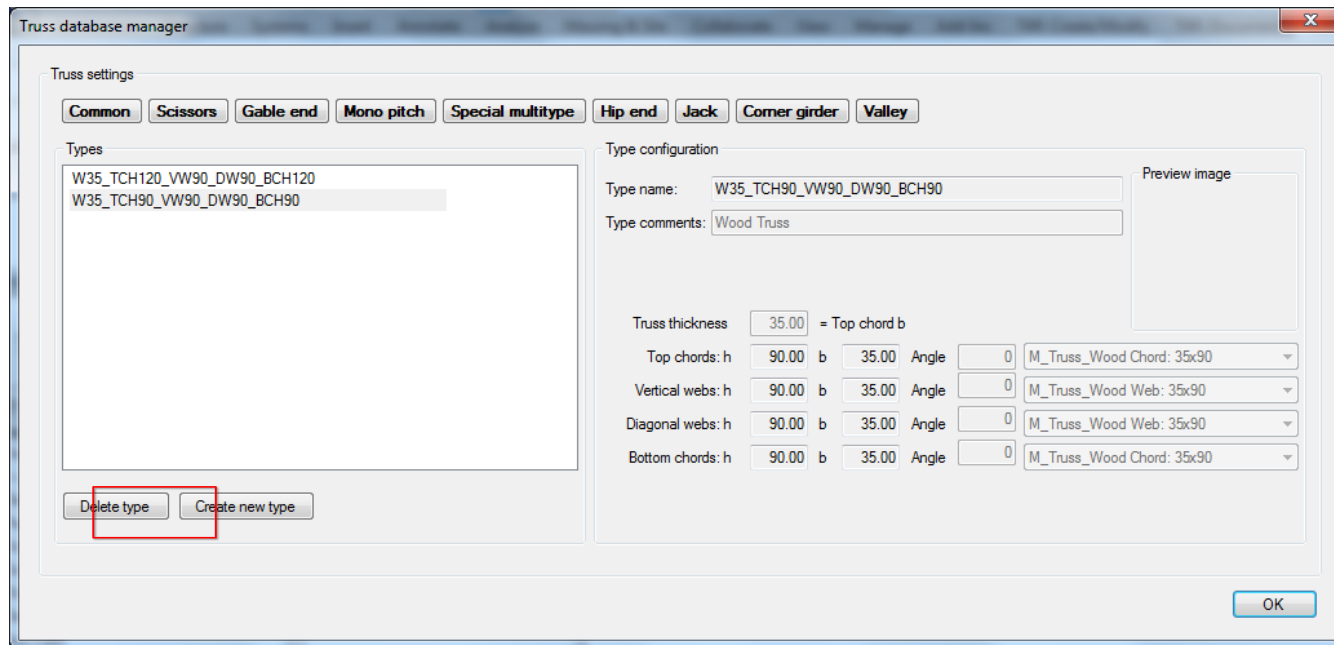 Truss database manager
Truss settings
Common Scissors Gable end Mono pitch Special multitype Hip end Jack Corner girder Valley
Types
W35_TCH120_VW90_DW90_BCH120
W35_TCH90_VW90_DW90_BCH90
Delete type Create new type
Type configuration
Type name: W35_TCH90_VW90_DW90_BCH90
Type comments: Wood Truss
Preview image
Truss thickness 35.00 = Top chord b
Top chords: h 90.00 b 35.00 Angle 0 M_Truss_Wood Chord: 35x90
Vertical webs: h 90.00 b 35.00 Angle 0 M_Truss_Wood Web: 35x90
Diagonal webs: h 90.00 b 35.00 Angle 0 M_Truss_Wood Web: 35x90
Bottom chords: h 90.00 b 35.00 Angle 0 M_Truss_Wood Chord: 35x90
OK